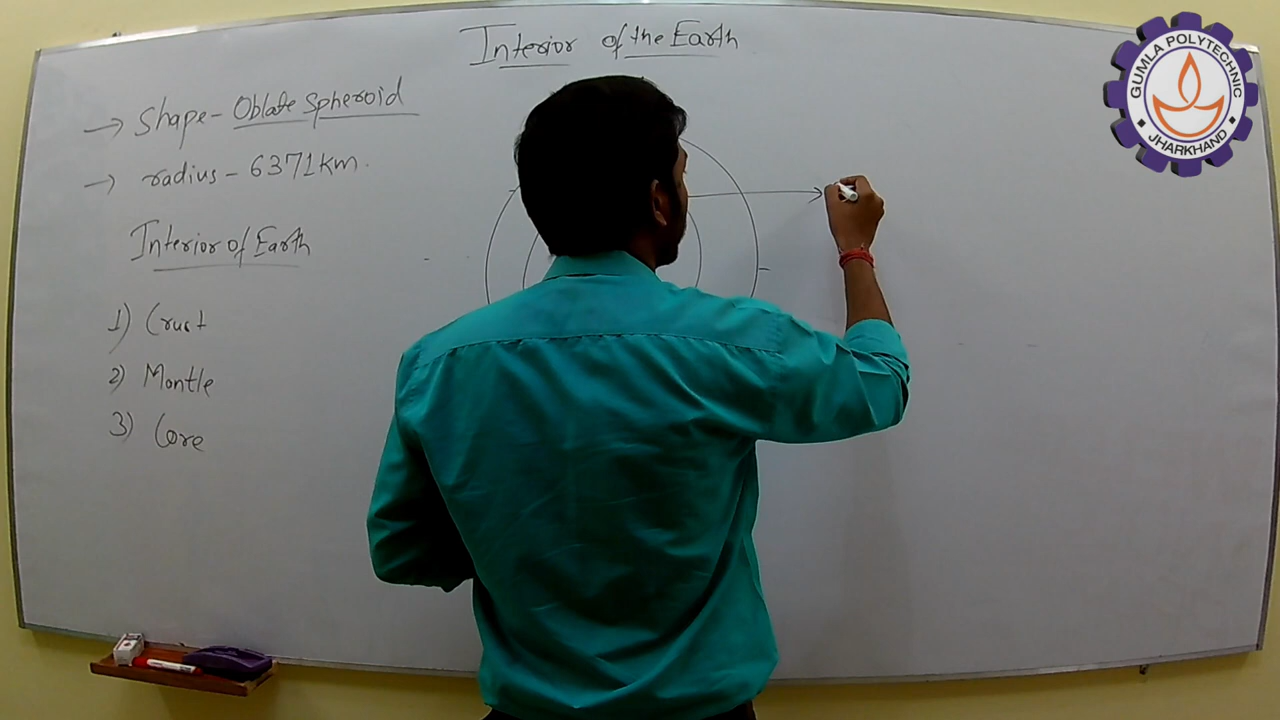 Interior of the Earth
→ Shape - Oblate Spheroid
→ radius - 6371 km.
Interior of Earth
1) Crust
2) Montle
3) Core
GUMLA POLYTECHNIC
JHARKHAND